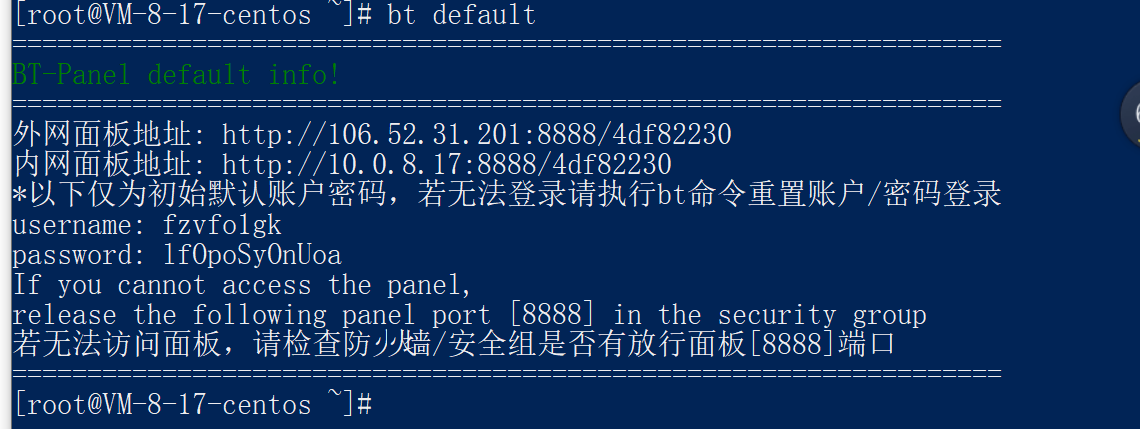 [root@VM-8-17-centos ~]# bt default
==================================================================
BT-Panel default info!
==================================================================
外网面板地址: http://106.52.31.201:8888/4df82230
内网面板地址: http://10.0.8.17:8888/4df82230
*以下仅为初始默认账户密码，若无法登录请执行bt命令重置账户/密码登录
username: fzvfolgk
password: lfOpoSyOnUoa
If you cannot access the panel,
release the following panel port [8888] in the security group
若无法访问面板，请检查防火墙/安全组是否有放行面板[8888]端口
==================================================================
[root@VM-8-17-centos ~]#